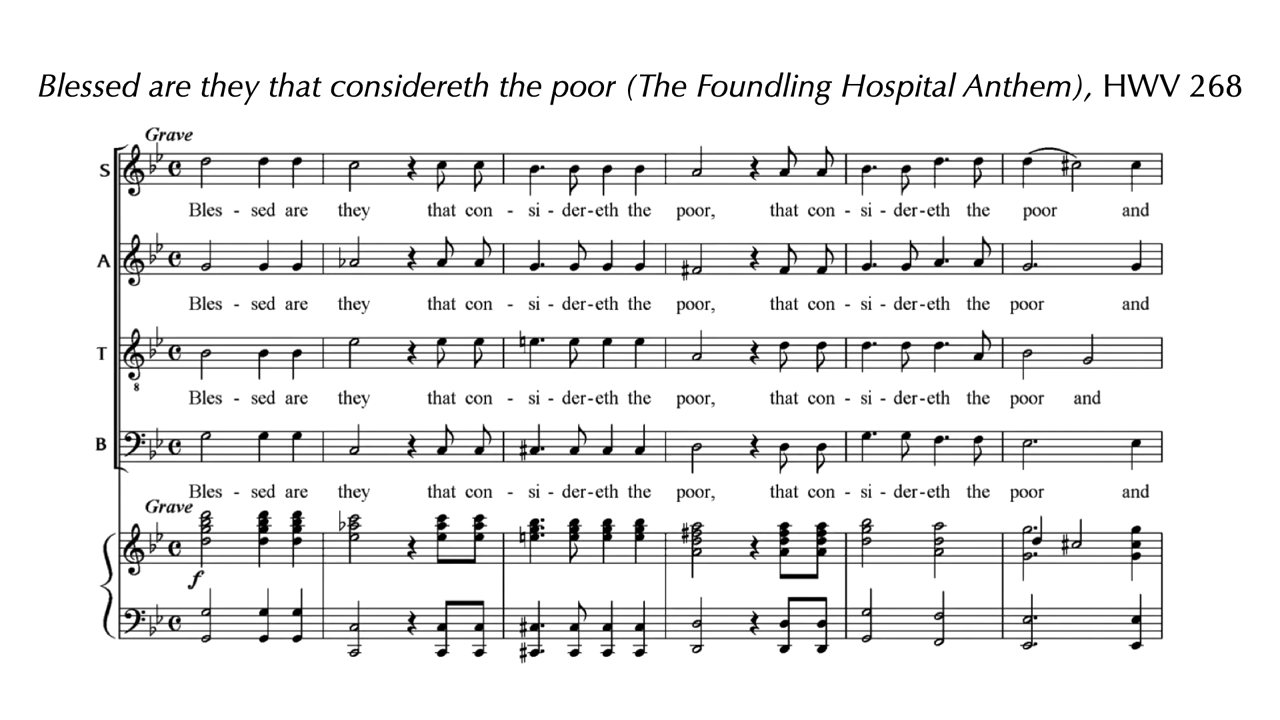 Blessed are they that considereth the poor (The Foundling Hospital Anthem), HWV 268
Grave
S
Bles - sed are they that con - si - der-eth the poor, that con - si - der-eth the poor and
A
Bles - sed are they that con - si - der-eth the poor, that con - si - der-eth the poor and
T
8
Bles - sed are they that con - si - der-eth the poor, that con - si - der-eth the poor and
B
Bles - sed are they that con - si - der-eth the poor, that con - si - der-eth the poor and
Grave
f